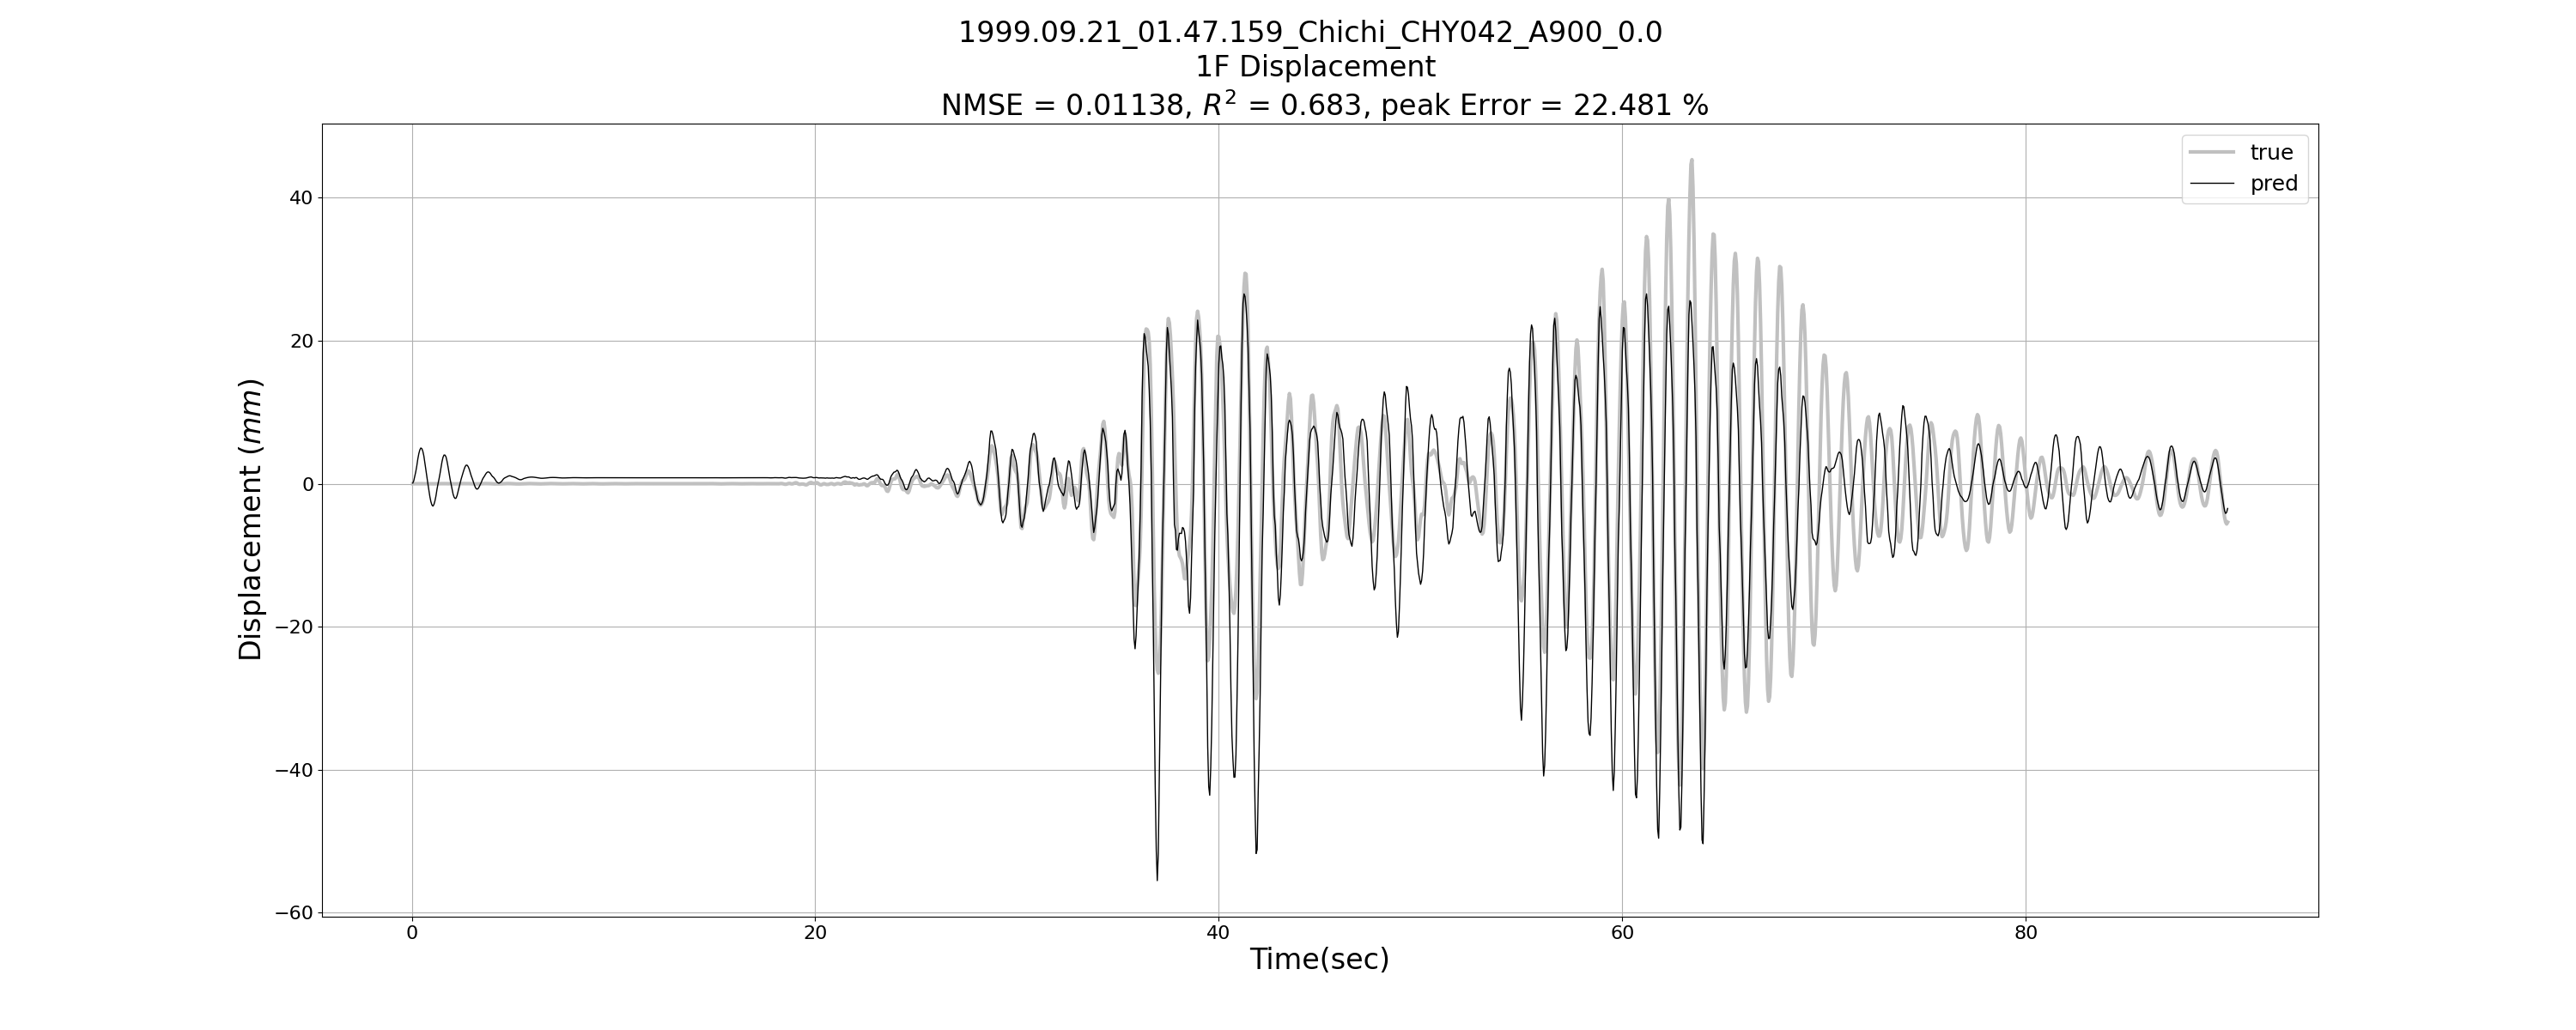 1999.09.21_01.47.159_Chichi_CHY042_A900_0.0
1F Displacement
NMSE = 0.01138, R² = 0.683, peak Error = 22.481 %
true
pred
Displacement (mm)
40
20
0
−20
−40
−60
0 20 40 60 80
Time(sec)